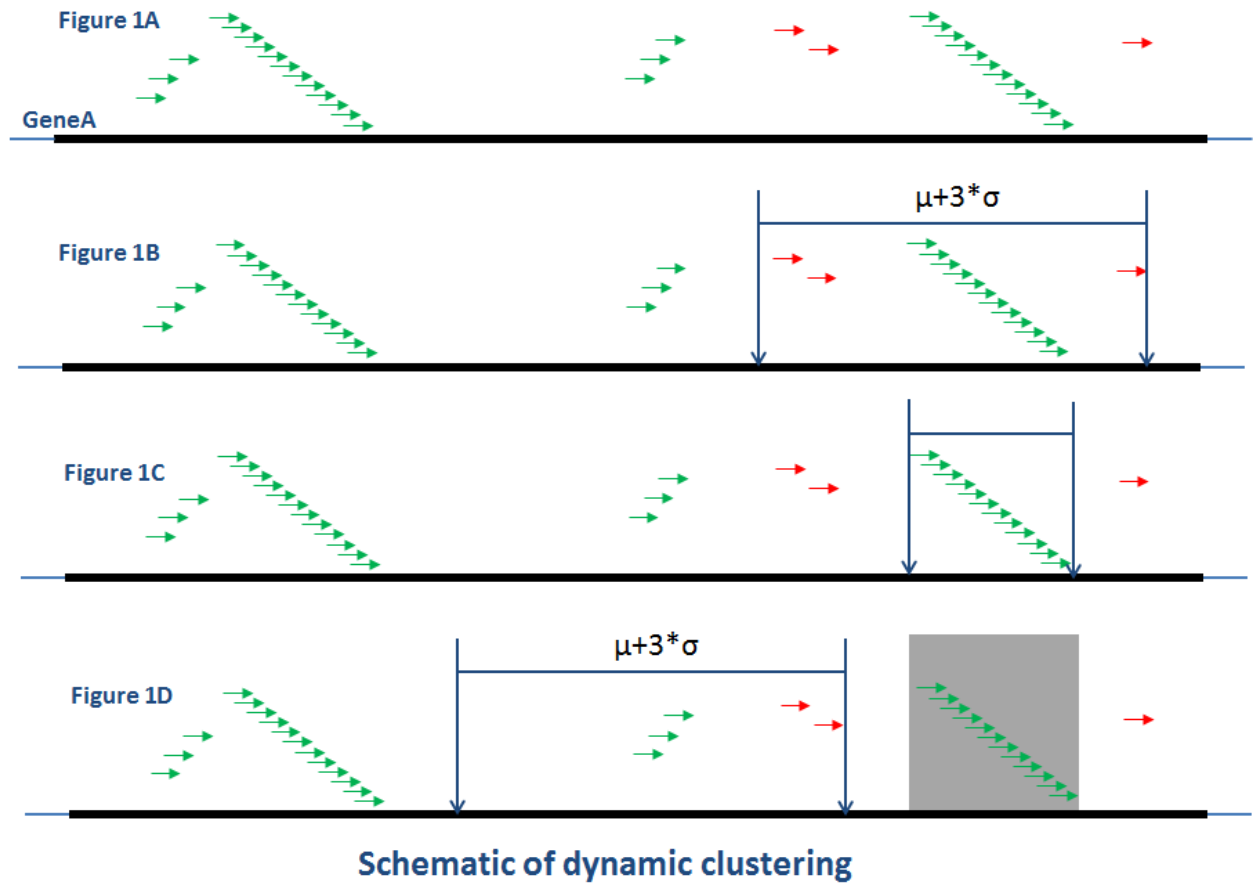 Figure 1A
GeneA
μ+3*σ
Figure 1B
Figure 1C
μ+3*σ
Figure 1D
Schematic of dynamic clustering